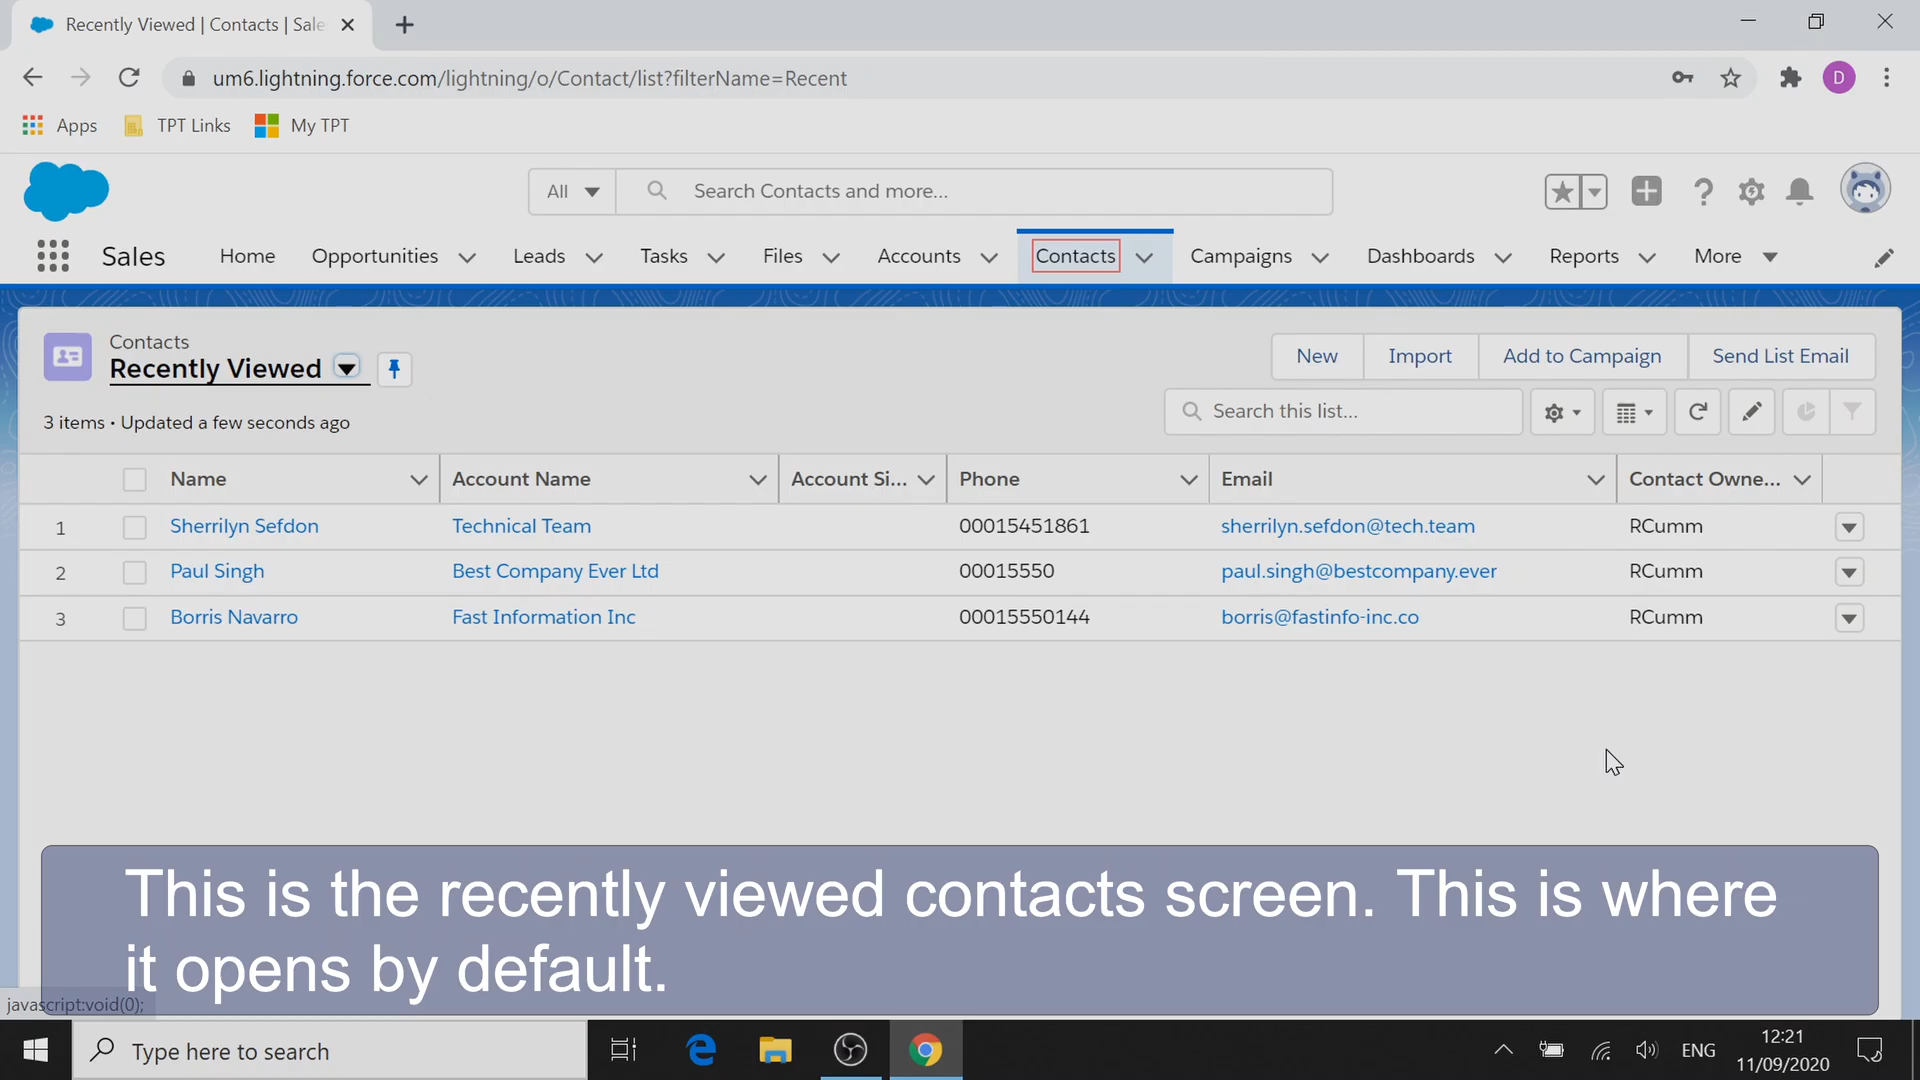 Recently Viewed | Contacts | Sale
um6.lightning.force.com/lightning/o/Contact/list?filterName=Recent
D
Apps TPT Links My TPT
All Search Contacts and more...
Sales Home Opportunities Leads Tasks Files Accounts Contacts Campaigns Dashboards Reports More
Contacts
Recently Viewed
New Import Add to Campaign Send List Email
3 items • Updated a few seconds ago
Search this list...
Name Account Name Account Si... Phone Email Contact Owne...
1 Sherrilyn Sefdon Technical Team 00015451861 sherrilyn.sefdon@tech.team RCumm
2 Paul Singh Best Company Ever Ltd 00015550 paul.singh@bestcompany.ever RCumm
3 Borris Navarro Fast Information Inc 00015550144 borris@fastinfo-inc.co RCumm
This is the recently viewed contacts screen. This is where
it opens by default.
javascript:void(0);
Type here to search
ENG
12:21
11/09/2020